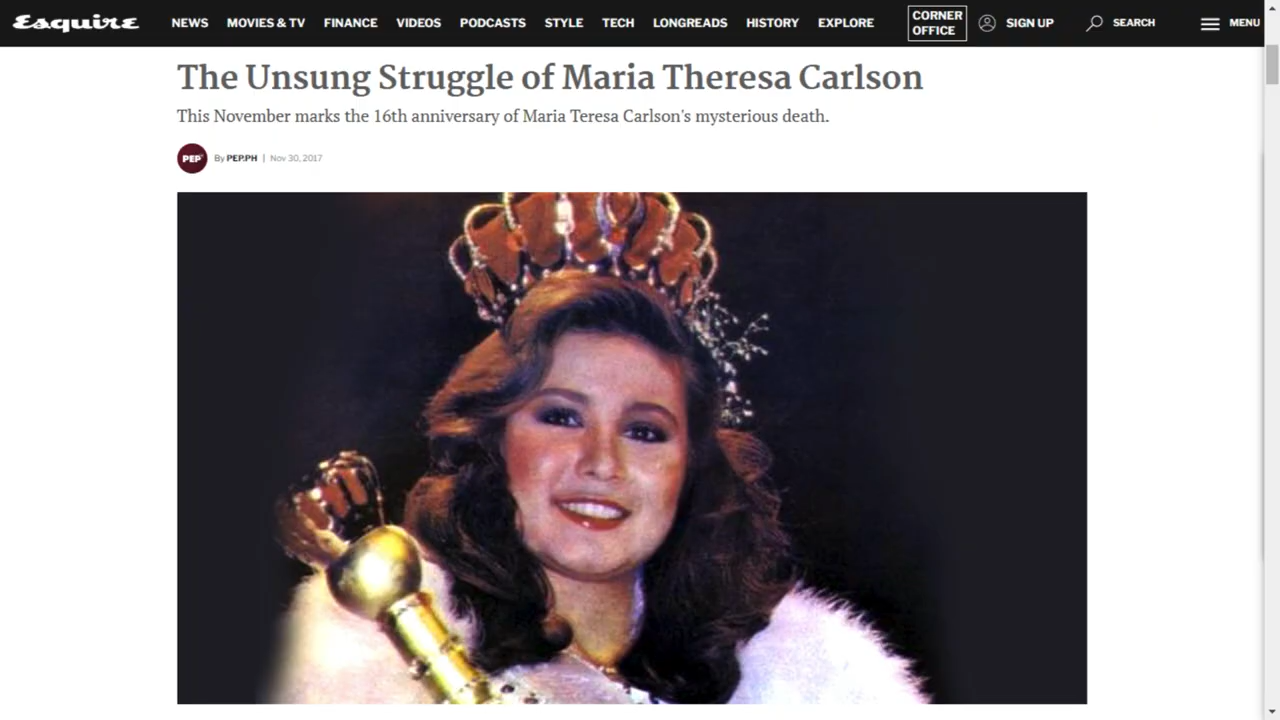 Esquire NEWS MOVIES & TV FINANCE VIDEOS PODCASTS STYLE TECH LONGREADS HISTORY EXPLORE CORNER OFFICE SIGN UP SEARCH MENU
The Unsung Struggle of Maria Theresa Carlson
This November marks the 16th anniversary of Maria Teresa Carlson's mysterious death.
PEP By PEP.PH | Nov 30, 2017